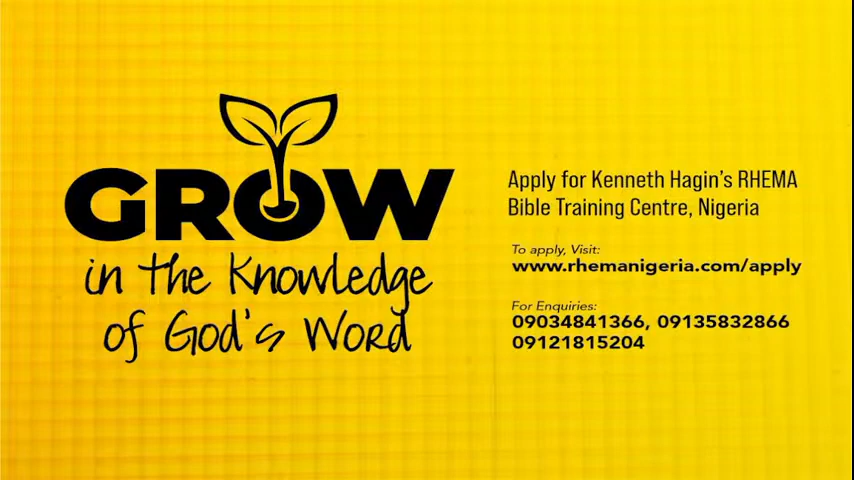 GROW
in the Knowledge
of God's Word
Apply for Kenneth Hagin's RHEMA
Bible Training Centre, Nigeria
To apply, Visit:
www.rhemanigeria.com/apply
For Enquiries:
09034841366, 09135832866
09121815204